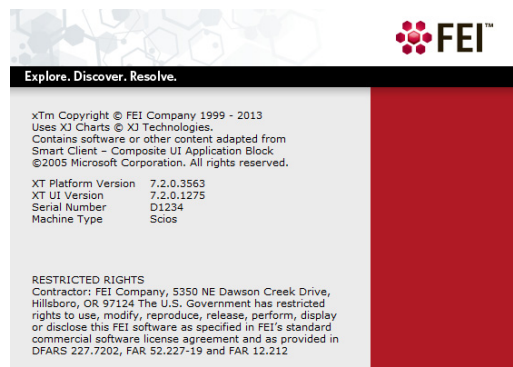 FEI™
Explore. Discover. Resolve.
xTm Copyright © FEI Company 1999 - 2013
Uses XJ Charts © XJ Technologies.
Contains software or other content adapted from
Smart Client – Composite UI Application Block
©2005 Microsoft Corporation. All rights reserved.
XT Platform Version 7.2.0.3563
XT UI Version 7.2.0.1275
Serial Number D1234
Machine Type Scios
RESTRICTED RIGHTS
Contractor: FEI Company, 5350 NE Dawson Creek Drive,
Hillsboro, OR 97124 The U.S. Government has restricted
rights to use, modify, reproduce, release, perform, display
or disclose this FEI software as specified in FEI's standard
commercial software license agreement and as provided in
DFARS 227.7202, FAR 52.227-19 and FAR 12.212